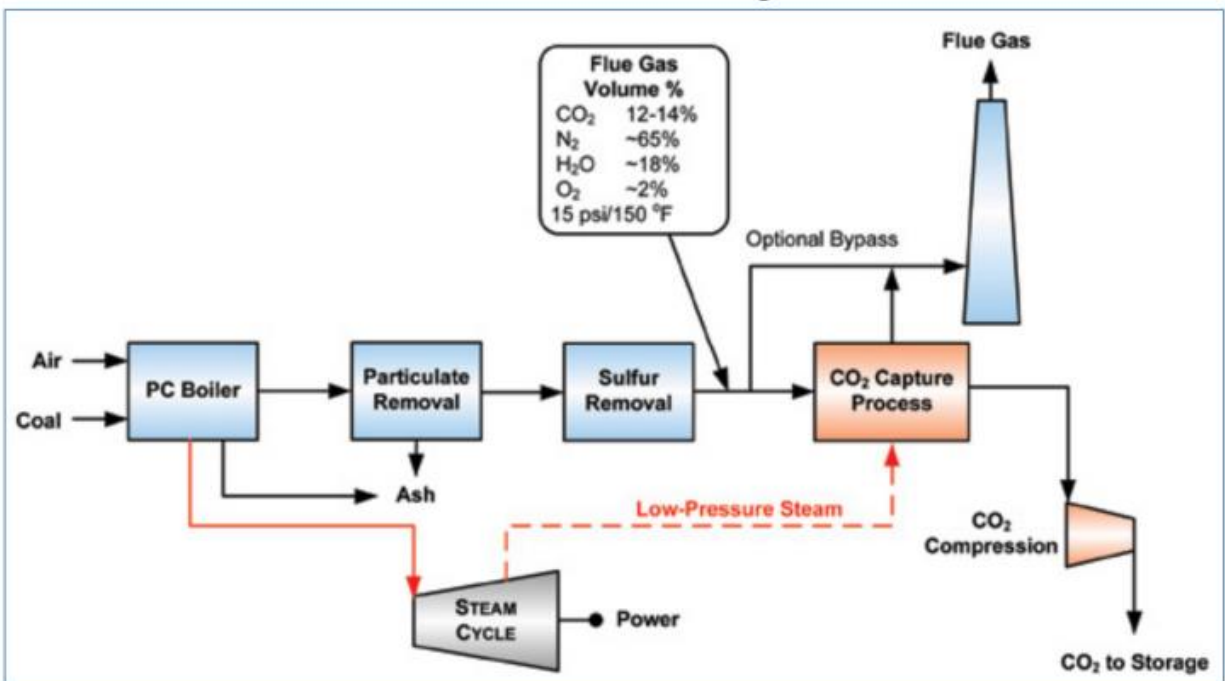 Flue Gas
Flue Gas
Volume %
CO₂ 12-14%
N₂ ~65%
H₂O ~18%
O₂ ~2%
15 psi/150 °F
Optional Bypass
Air
Coal
PC Boiler
Particulate
Removal
Sulfur
Removal
CO₂ Capture
Process
Ash
Low-Pressure Steam
CO₂
Compression
STEAM
CYCLE
Power
CO₂ to Storage